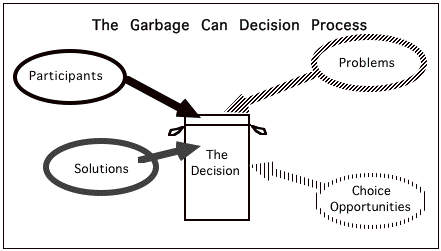 The Garbage Can Decision Process
Participants
Problems
Solutions
The
Decision
Choice
Opportunities